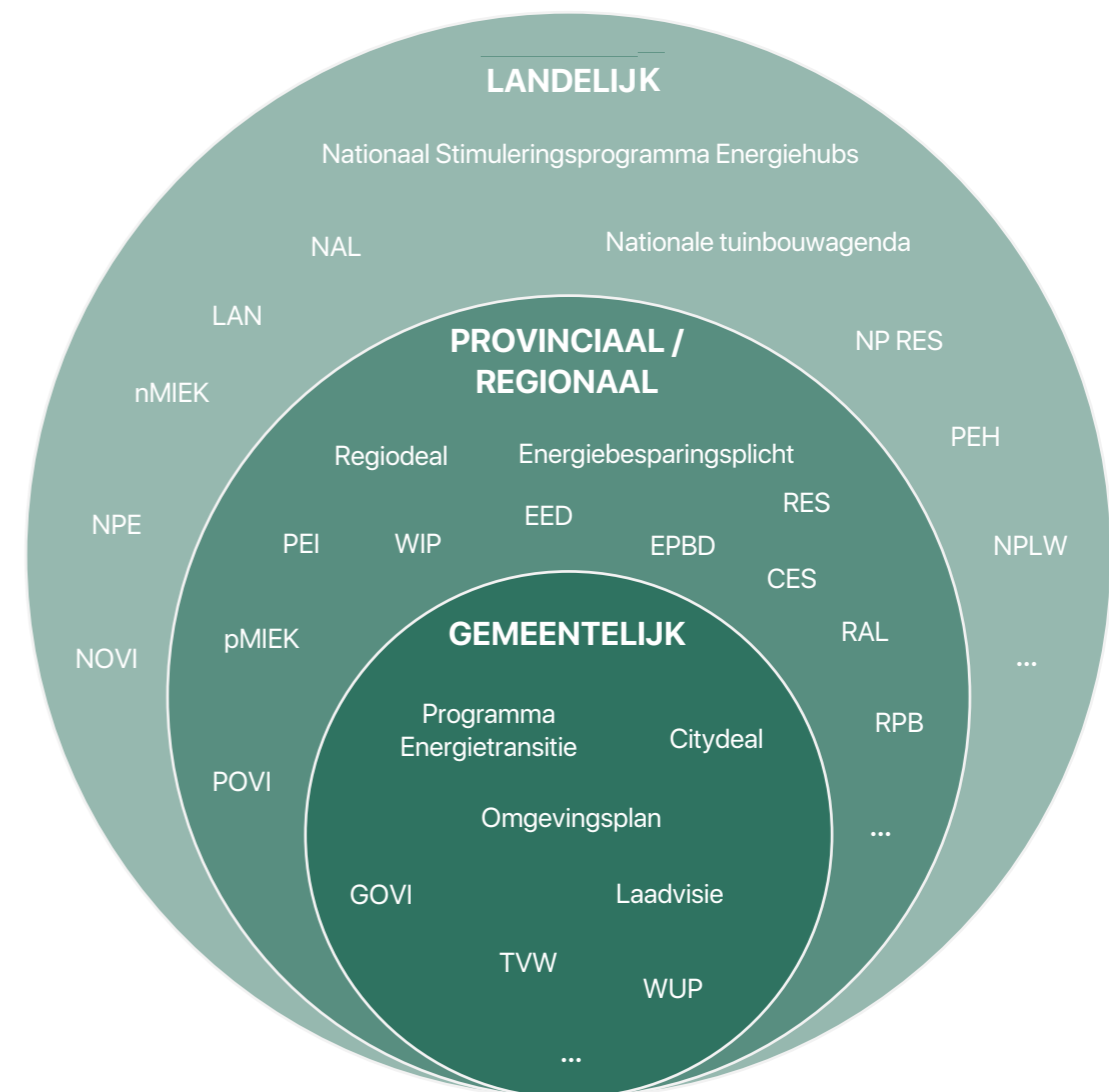 LANDELIJK
Nationaal Stimuleringsprogramma Energiehubs
NAL
Nationale tuinbouwagenda
LAN
NP RES
nMIEK
PEH
NPE
NPLW
NOVI
...
PROVINCIAAL /
REGIONAAL
Regiodeal
Energiebesparingsplicht
RES
EED
PEI
WIP
EPBD
CES
pMIEK
RAL
RPB
POVI
...
GEMEENTELIJK
Programma
Energietransitie
Citydeal
Omgevingsplan
GOVI
Laadvisie
TVW
WUP
...